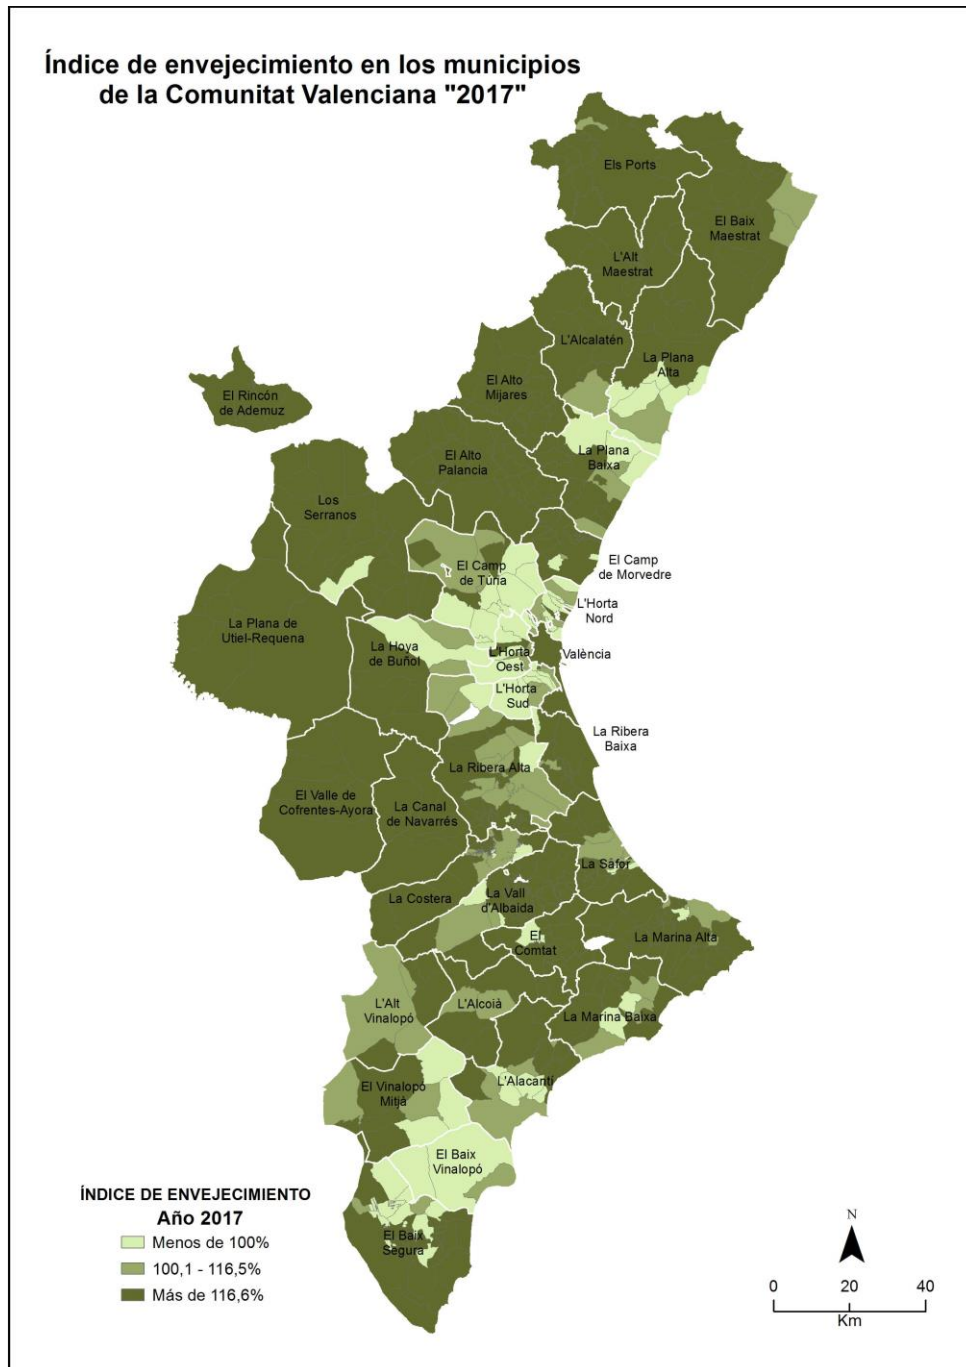 Índice de envejecimiento en los municipios
de la Comunitat Valenciana "2017"
Els Ports
El Baix
Maestrat
L'Alt
Maestrat
L'Alcalatén
La Plana
Alta
El Alto
Mijares
El Rincón
de Ademuz
El Alto
Palancia
La Plana
Baixa
Los
Serranos
El Camp
de Túria
El Camp
de Morvedre
L'Horta
Nord
La Plana de
Utiel-Requena
La Hoya
de Buñol
L'Horta
Oest
València
L'Horta
Sud
La Ribera
Baixa
La Ribera Alta
El Valle de
Cofrentes-Ayora
La Canal
de Navarrés
La Safor
La Costera
La Vall
d'Albaida
El
Comtat
La Marina Alta
L'Alt
Vinalopó
L'Alcoià
La Marina Baixa
L'Alacantí
El Vinalopó
Mitjà
El Baix
Vinalopó
El Baix
Segura
ÍNDICE DE ENVEJECIMIENTO
Año 2017
Menos de 100%
100,1 - 116,5%
Más de 116,6%
N
0 20 40
Km